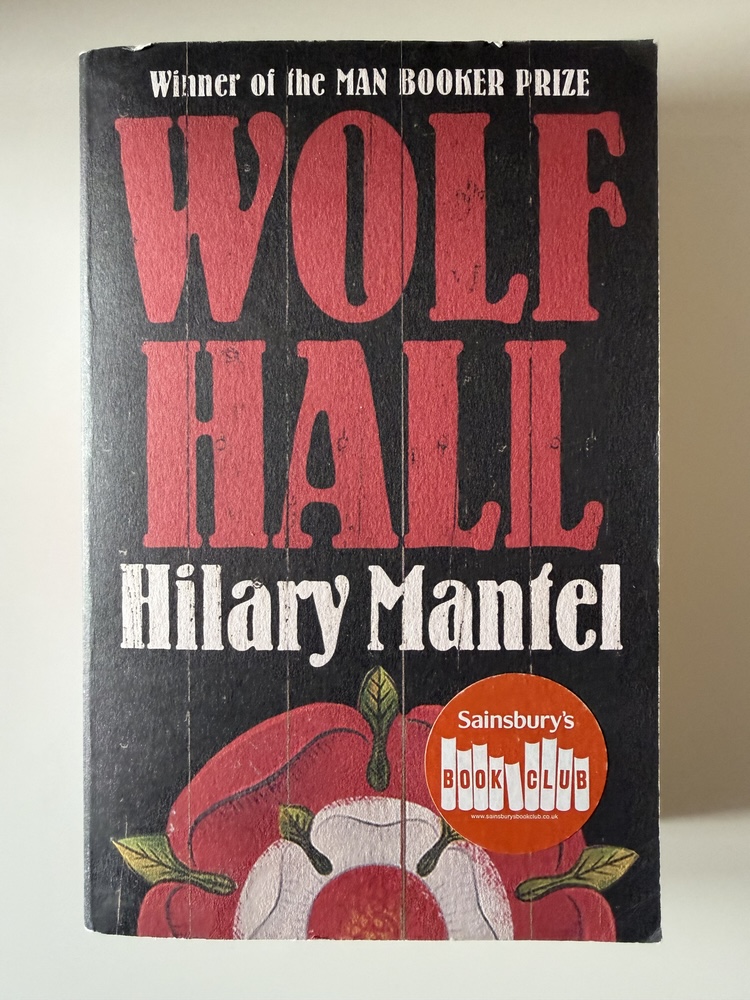 Winner of the MAN BOOKER PRIZE
WOLF
HALL
Hilary Mantel
Sainsbury's
BOOK CLUB
www.sainsburysbookclub.co.uk